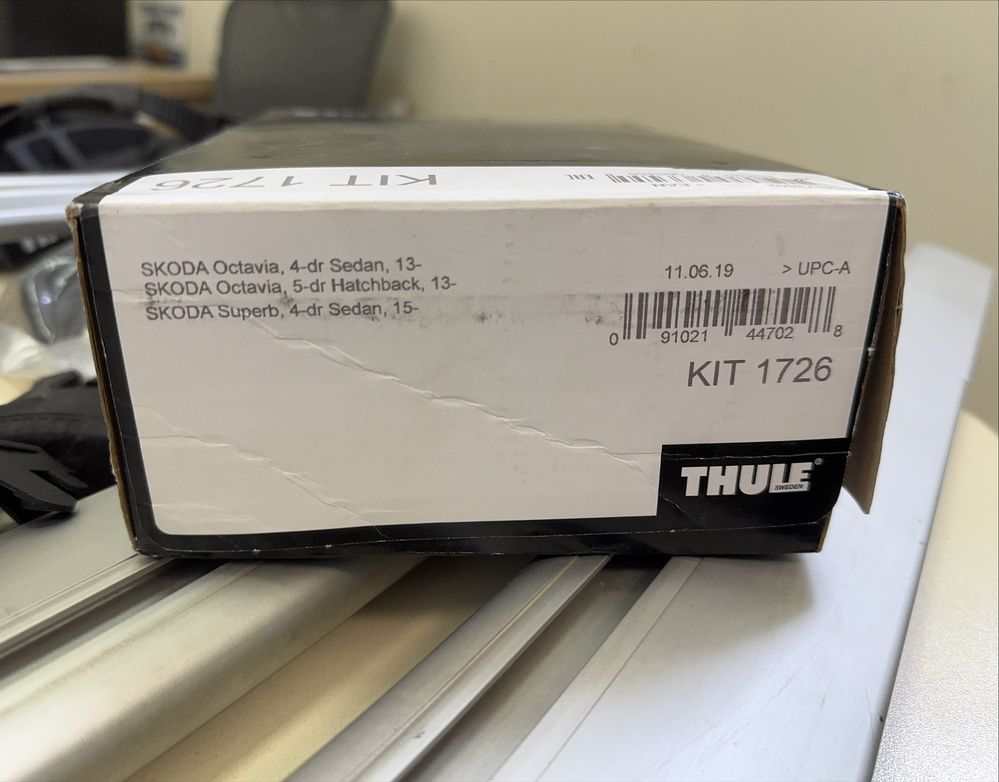 KIT 1726
SKODA Octavia, 4-dr Sedan, 13-
SKODA Octavia, 5-dr Hatchback, 13-
SKODA Superb, 4-dr Sedan, 15-
11.06.19 > UPC-A
0 91021 44702 8
KIT 1726
THULE®
SWEDEN